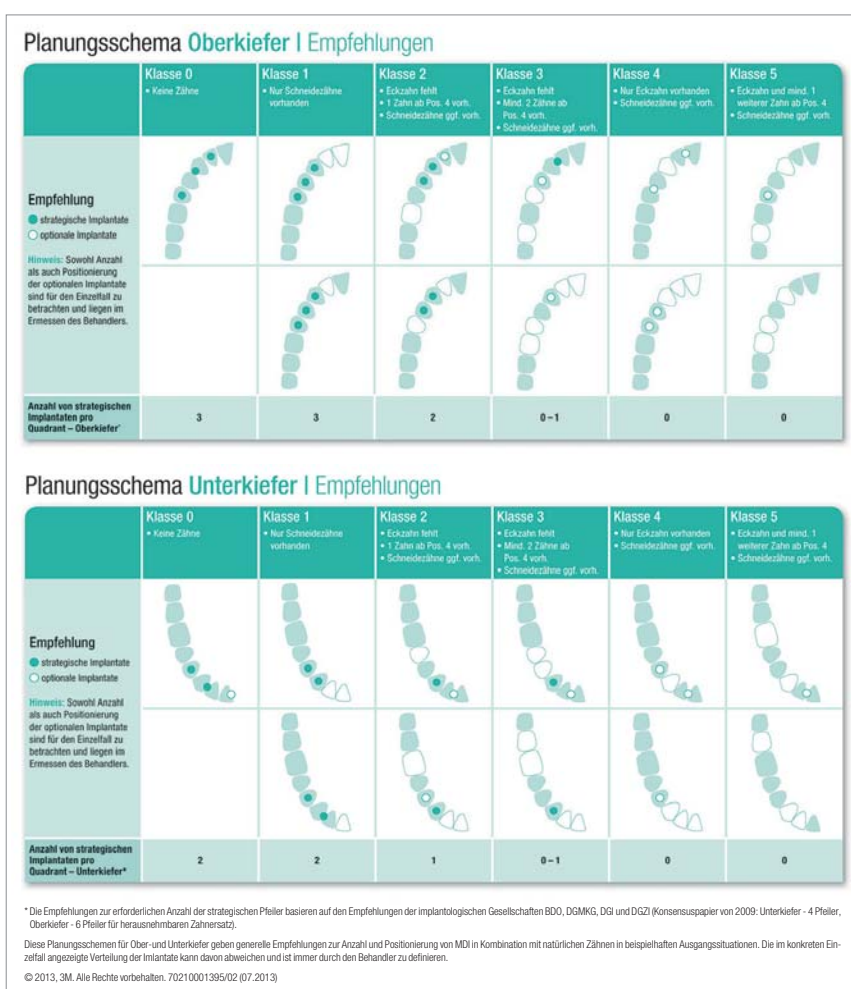 Planungsschema Oberkiefer | Empfehlungen
Klasse 0
• Keine Zähne
Klasse 1
• Nur Schneidezähne
vorhanden
Klasse 2
• Eckzahn fehlt
• 1 Zahn ab Pos. 4 vorh.
• Schneidezähne ggf. vorh.
Klasse 3
• Eckzahn fehlt
• Mind. 2 Zähne ab
Pos. 4 vorh.
• Schneidezähne ggf. vorh.
Klasse 4
• Nur Eckzahn vorhanden
• Schneidezähne ggf. vorh.
Klasse 5
• Eckzahn und mind. 1
weiterer Zahn ab Pos. 4
• Schneidezähne ggf. vorh.
Empfehlung
strategische Implantate
optionale Implantate
Hinweis: Sowohl Anzahl
als auch Positionierung
der optionalen Implantate
sind für den Einzelfall zu
betrachten und liegen im
Ermessen des Behandlers.
Anzahl von strategischen
Implantaten pro
Quadrant – Oberkiefer*
3
3
2
0–1
0
0
Planungsschema Unterkiefer | Empfehlungen
Klasse 0
• Keine Zähne
Klasse 1
• Nur Schneidezähne
vorhanden
Klasse 2
• Eckzahn fehlt
• 1 Zahn ab Pos. 4 vorh.
• Schneidezähne ggf. vorh.
Klasse 3
• Eckzahn fehlt
• Mind. 2 Zähne ab
Pos. 4 vorh.
• Schneidezähne ggf. vorh.
Klasse 4
• Nur Eckzahn vorhanden
• Schneidezähne ggf. vorh.
Klasse 5
• Eckzahn und mind. 1
weiterer Zahn ab Pos. 4
• Schneidezähne ggf. vorh.
Empfehlung
strategische Implantate
optionale Implantate
Hinweis: Sowohl Anzahl
als auch Positionierung
der optionalen Implantate
sind für den Einzelfall zu
betrachten und liegen im
Ermessen des Behandlers.
Anzahl von strategischen
Implantaten pro
Quadrant – Unterkiefer*
2
2
1
0–1
0
0
* Die Empfehlungen zur erforderlichen Anzahl der strategischen Pfeiler basieren auf den Empfehlungen der implantologischen Gesellschaften BDO, DGMKG, DGI und DGZI (Konsensuspapier von 2009: Unterkiefer - 4 Pfeiler,
Oberkiefer - 6 Pfeiler für herausnehmbaren Zahnersatz).
Diese Planungsschemen für Ober-und Unterkiefer geben generelle Empfehlungen zur Anzahl und Positionierung von MDI in Kombination mit natürlichen Zähnen in beispielhaften Ausgangssituationen. Die im konkreten Ein-
zelfall angezeigte Verteilung der Imlantate kann davon abweichen und ist immer durch den Behandler zu definieren.
© 2013, 3M. Alle Rechte vorbehalten. 70210001395/02 (07.2013)